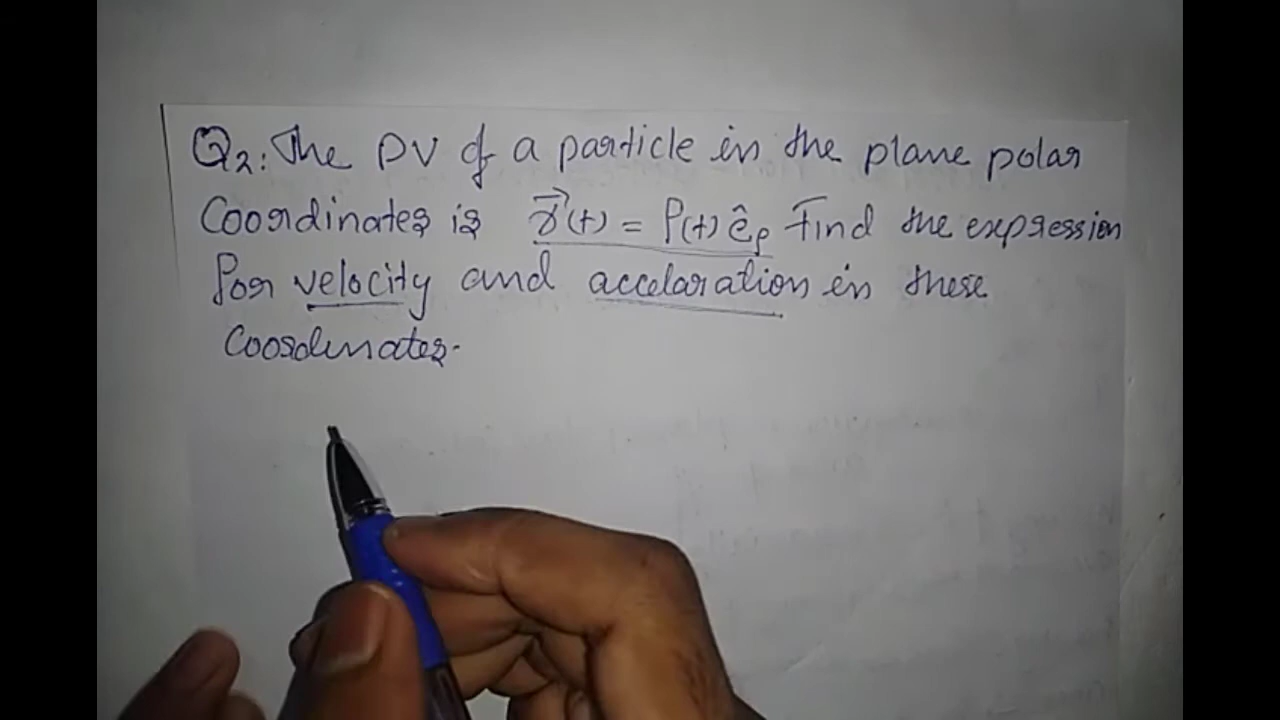 Q2: The PV of a particle in the plane polar
Coordinates is r⃗(t) = ρ(t) ê_ρ Find the expression
for velocity and accelaration in these
Coordinates.